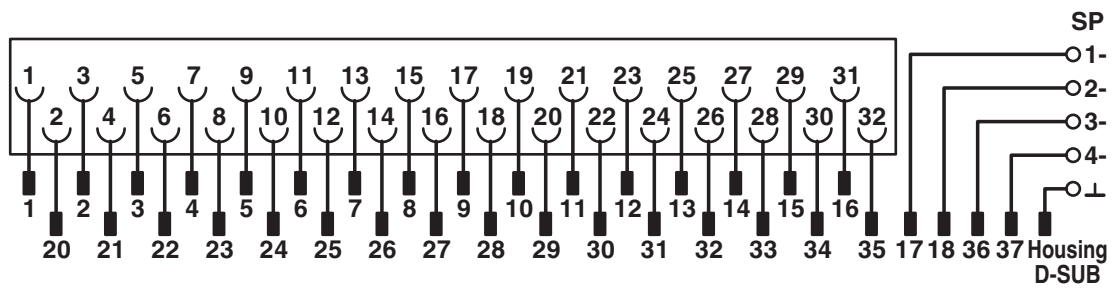 SP
1-
1 3 5 7 9 11 13 15 17 19 21 23 25 27 29 31
2-
2 4 6 8 10 12 14 16 18 20 22 24 26 28 30 32
3-
4-
⊥
1 2 3 4 5 6 7 8 9 10 11 12 13 14 15 16
20 21 22 23 24 25 26 27 28 29 30 31 32 33 34 35 17 18 36 37 Housing
D-SUB